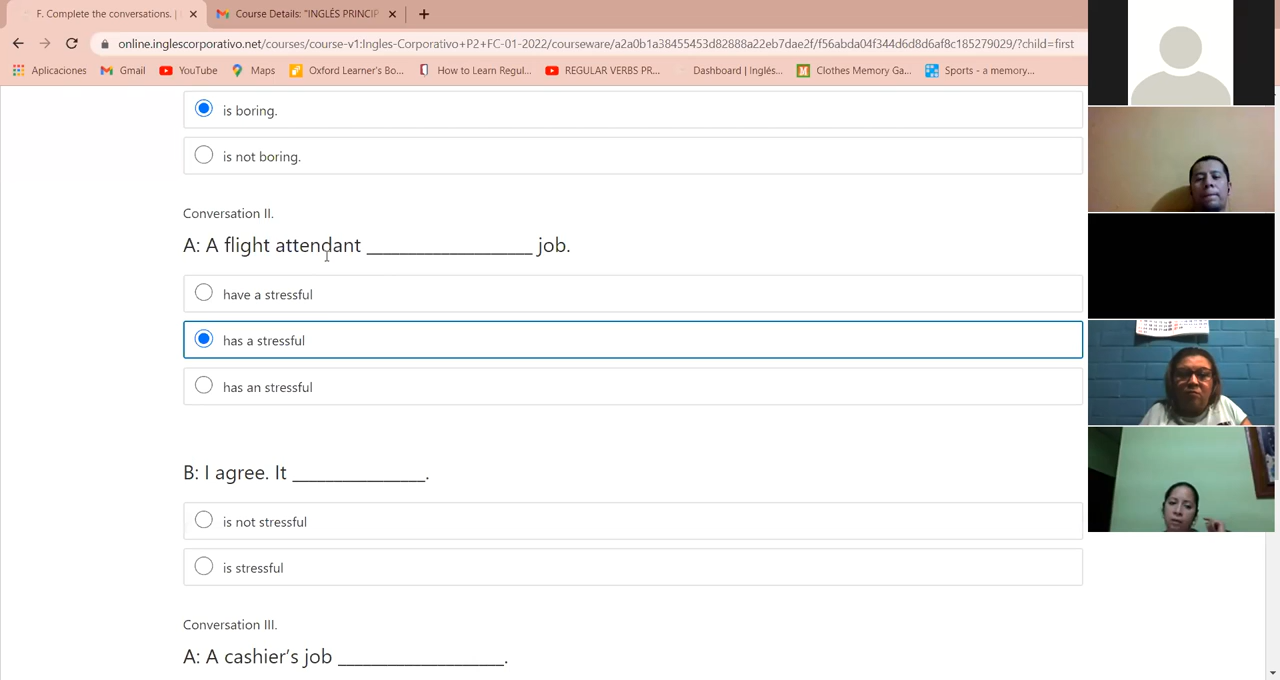 F. Complete the conversations. |
Course Details: "INGLÉS PRINCIP
online.inglescorporativo.net/courses/course-v1:Ingles-Corporativo+P2+FC-01-2022/courseware/a2a0b1a38455453d82888a22eb7dae2f/f56abda04f344d6d8d6af8c185279029/?child=first
Aplicaciones
Gmail
YouTube
Maps
Oxford Learner's Bo...
How to Learn Regul...
REGULAR VERBS PR...
Dashboard | Inglés...
Clothes Memory Ga...
Sports - a memory...
is boring.
is not boring.
Conversation II.
A: A flight attendant __________________ job.
have a stressful
has a stressful
has an stressful
B: I agree. It ______________.
is not stressful
is stressful
Conversation III.
A: A cashier's job __________________.